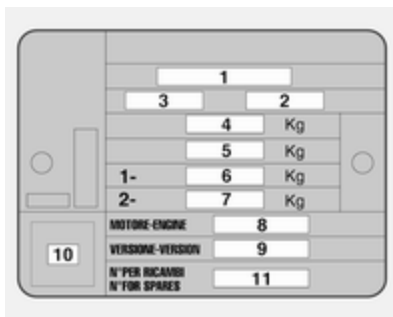 1
3 2
4 Kg
5 Kg
1- 6 Kg
2- 7 Kg
MOTORE-ENGINE 8
VERSIONE-VERSION 9
10
N° PER RICAMBI
N° FOR SPARES 11